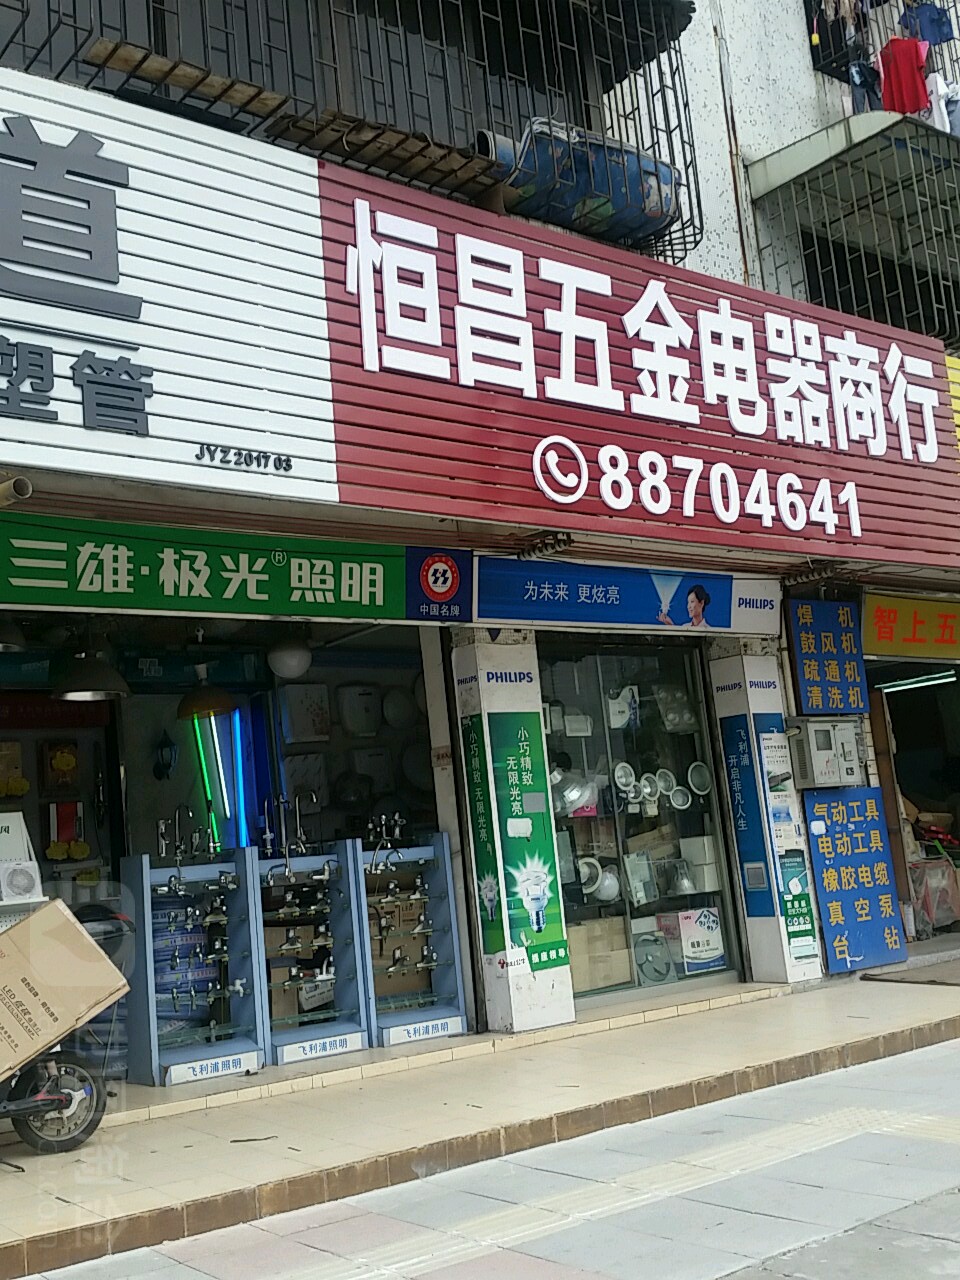 道
塑管
JYZ201703
恒昌五金电器商行
88704641
三雄·极光®照明
中国名牌
为未来 更炫亮
PHILIPS
焊机
鼓风机
疏通机
清洗机
智上五
PHILIPS
PHILIPS
PHILIPS
PHILIPS
小巧精致 无限光亮
小巧精致
无限光亮
飞利浦
开启非凡人生
气动工具
电动工具
橡胶电缆
真空泵
台钻
飞利浦照明
飞利浦照明
飞利浦照明